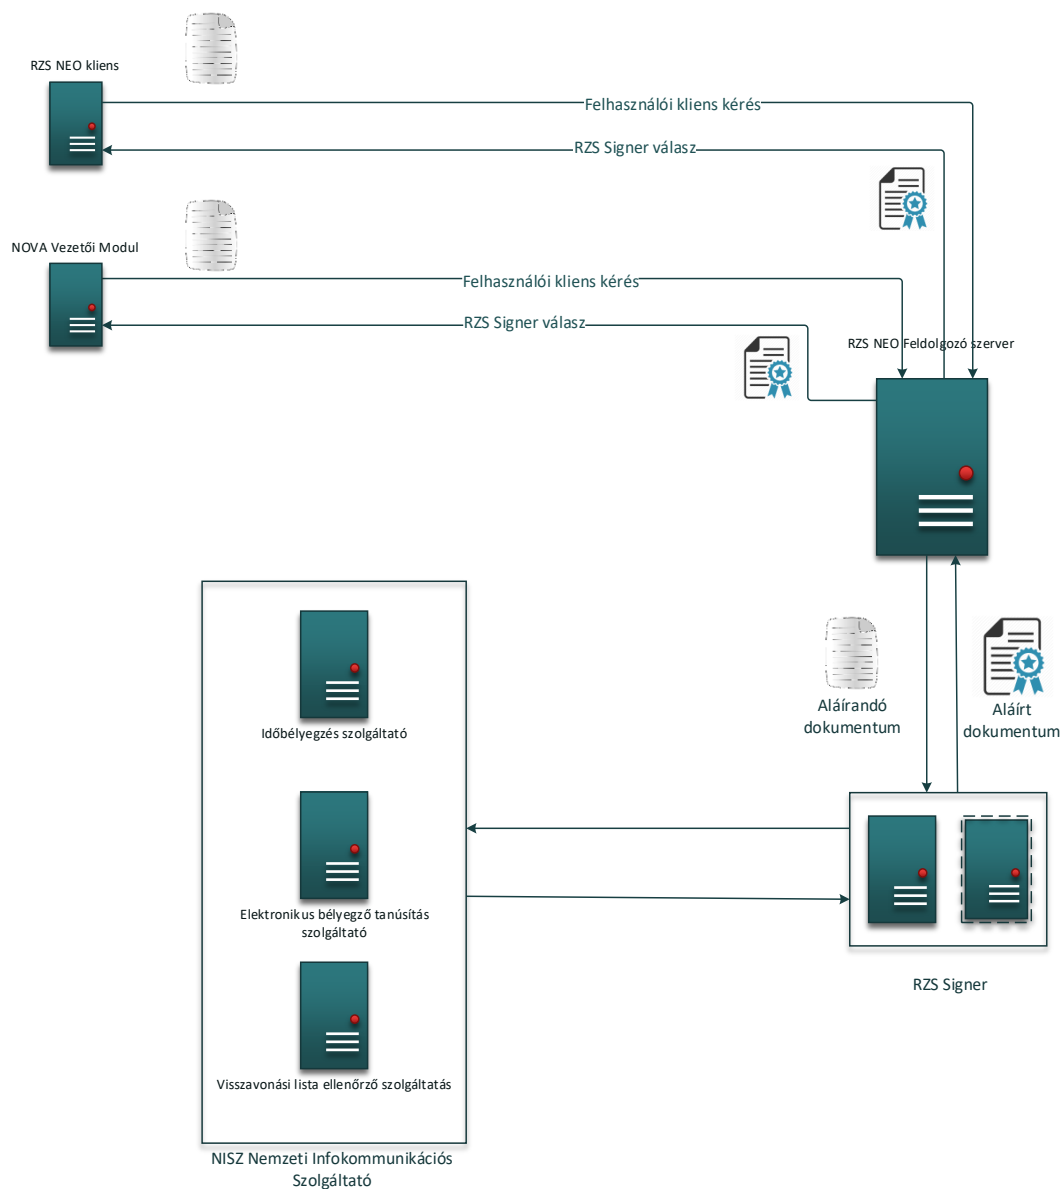 RZS NEO kliens
Felhasználói kliens kérés
RZS Signer válasz
NOVA Vezetői Modul
Felhasználói kliens kérés
RZS Signer válasz
RZS NEO Feldolgozó szerver
Aláírandó
dokumentum
Aláírt
dokumentum
Időbélyegzés szolgáltató
Elektronikus bélyegző tanúsítás
szolgáltató
Visszavonási lista ellenőrző szolgáltatás
RZS Signer
NISZ Nemzeti Infokommunikációs
Szolgáltató